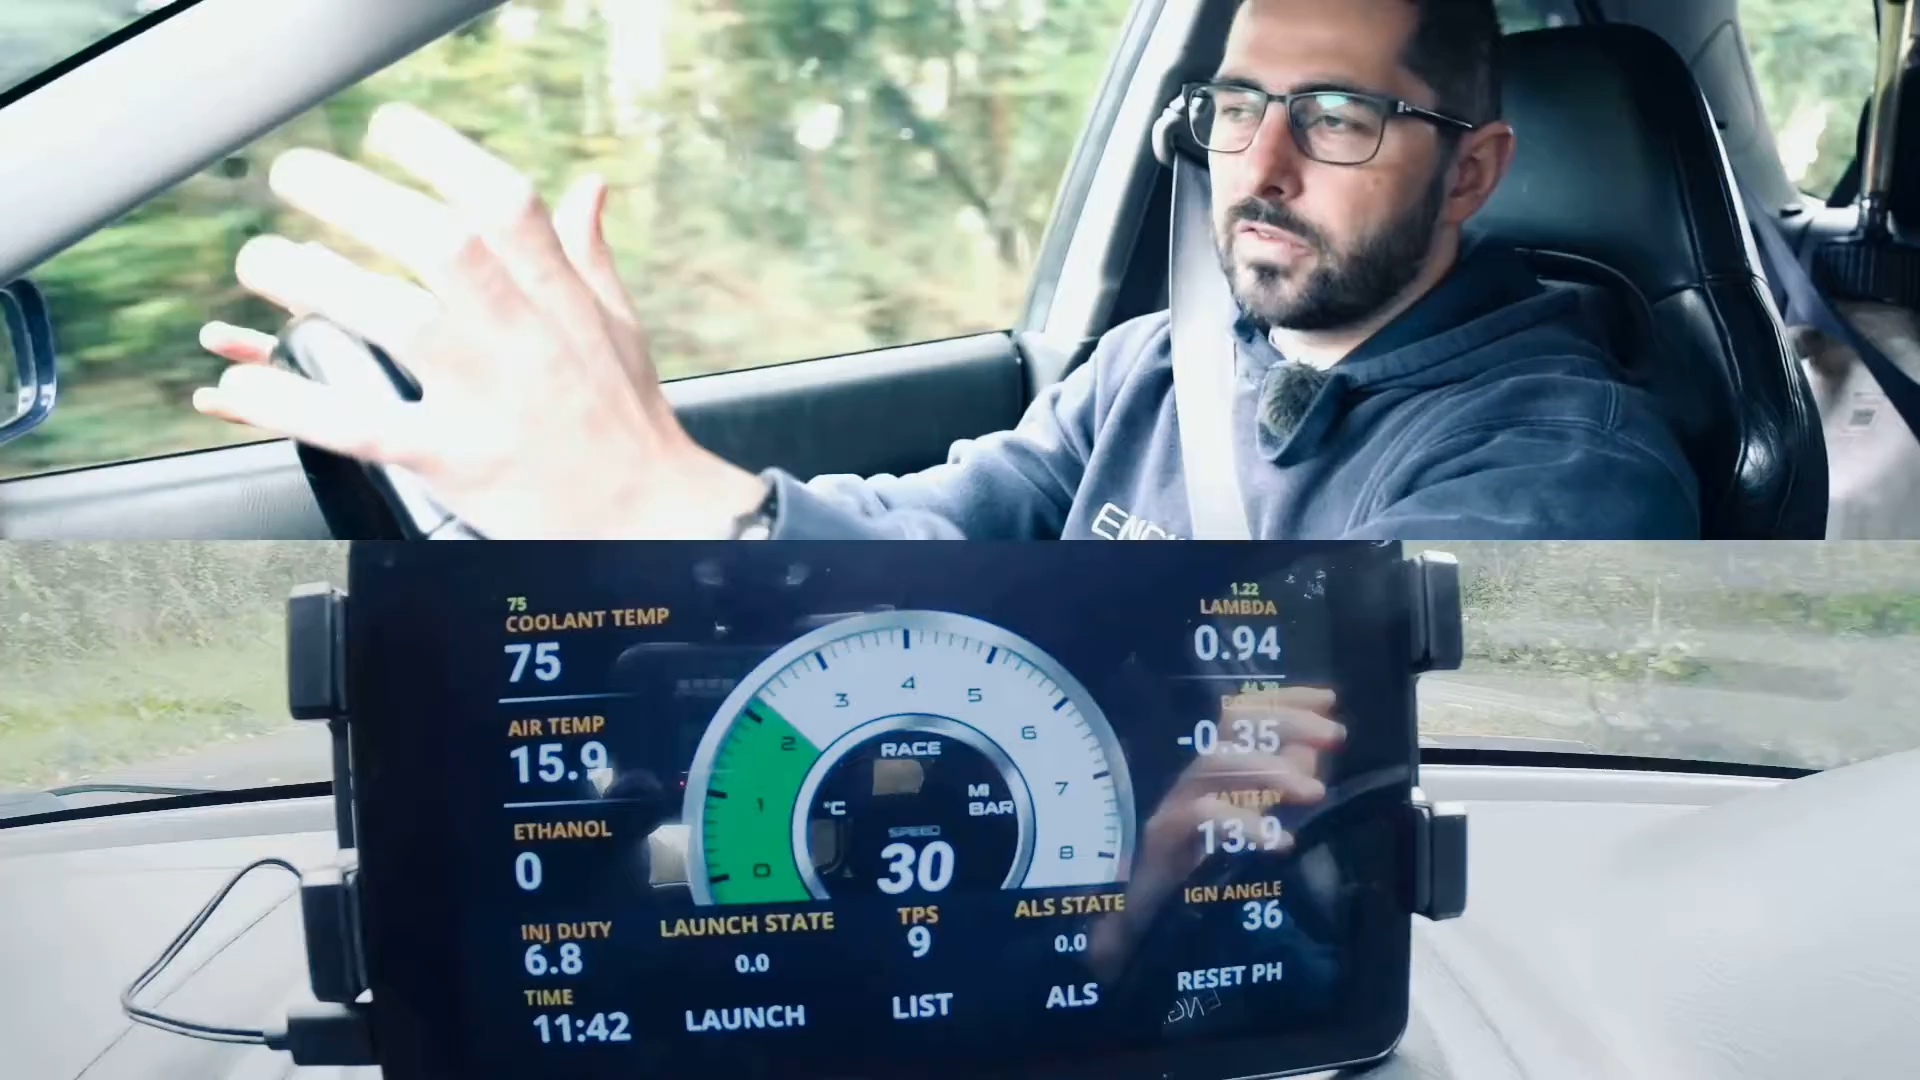 75
COOLANT TEMP
75
AIR TEMP
15.9
ETHANOL
0
INJ DUTY
6.8
TIME
11:42
0
1
2
3
4
5
6
7
8
RACE
°C
MI
BAR
SPEED
30
LAUNCH STATE
0.0
TPS
9
ALS STATE
0.0
LAUNCH
LIST
ALS
1.22
LAMBDA
0.94
-0.35
BATTERY
13.9
IGN ANGLE
36
RESET PH